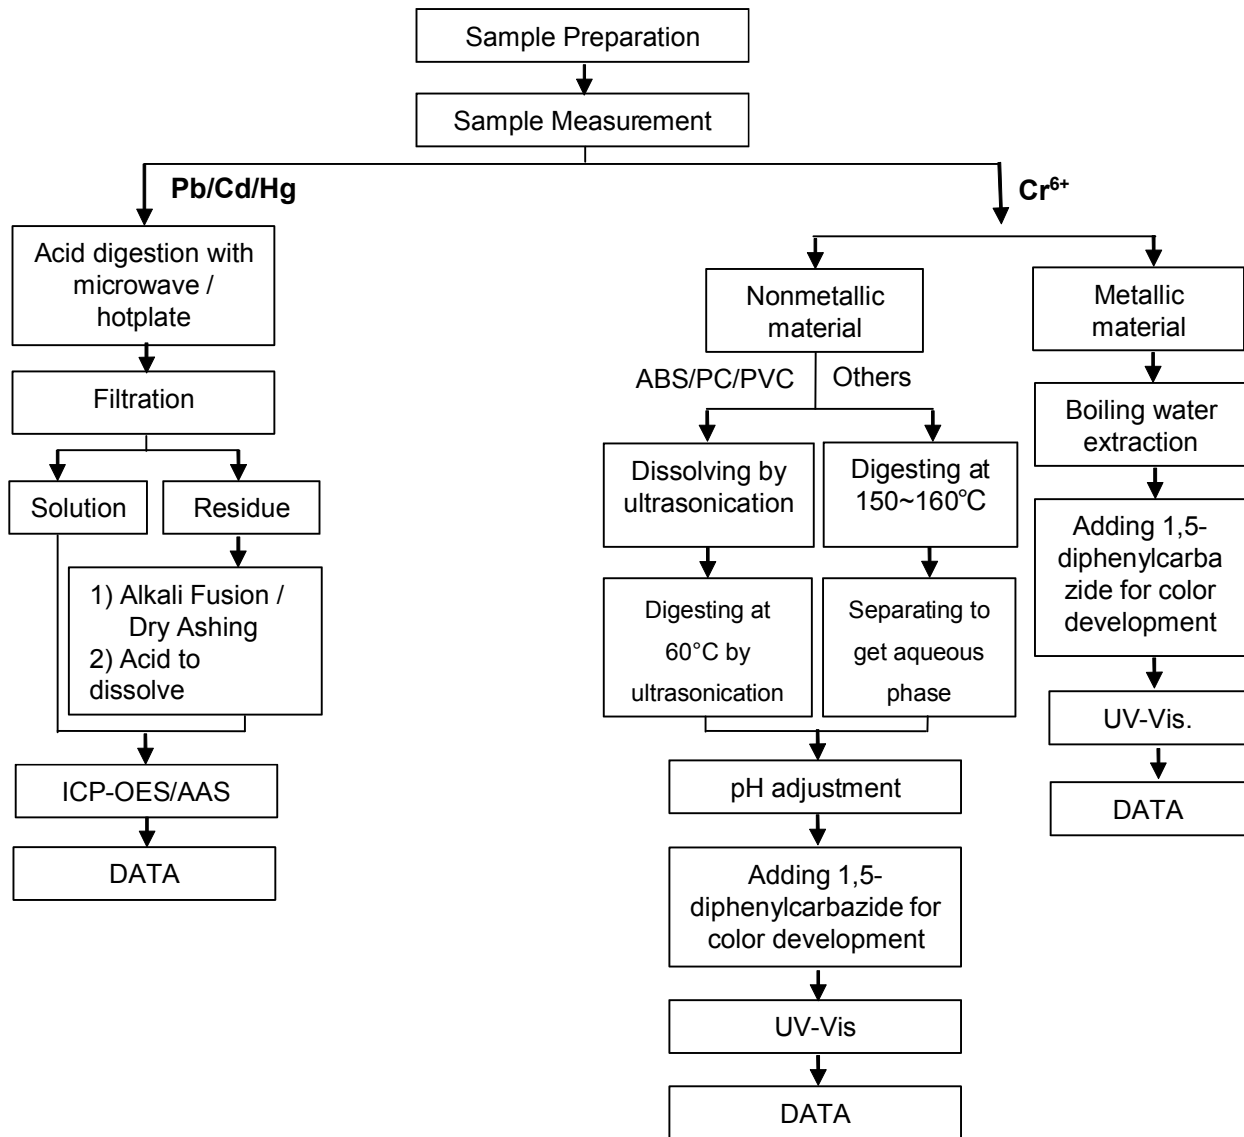 Sample Preparation
Sample Measurement
Pb/Cd/Hg
Cr⁶⁺
Acid digestion with
microwave /
hotplate
Filtration
Solution
Residue
1) Alkali Fusion /
Dry Ashing
2) Acid to
dissolve
ICP-OES/AAS
DATA
Nonmetallic
material
ABS/PC/PVC
Others
Dissolving by
ultrasonication
Digesting at
150~160℃
Digesting at
60°C by
ultrasonication
Separating to
get aqueous
phase
pH adjustment
Adding 1,5-
diphenylcarbazide for
color development
UV-Vis
DATA
Metallic
material
Boiling water
extraction
Adding 1,5-
diphenylcarba
zide for color
development
UV-Vis.
DATA